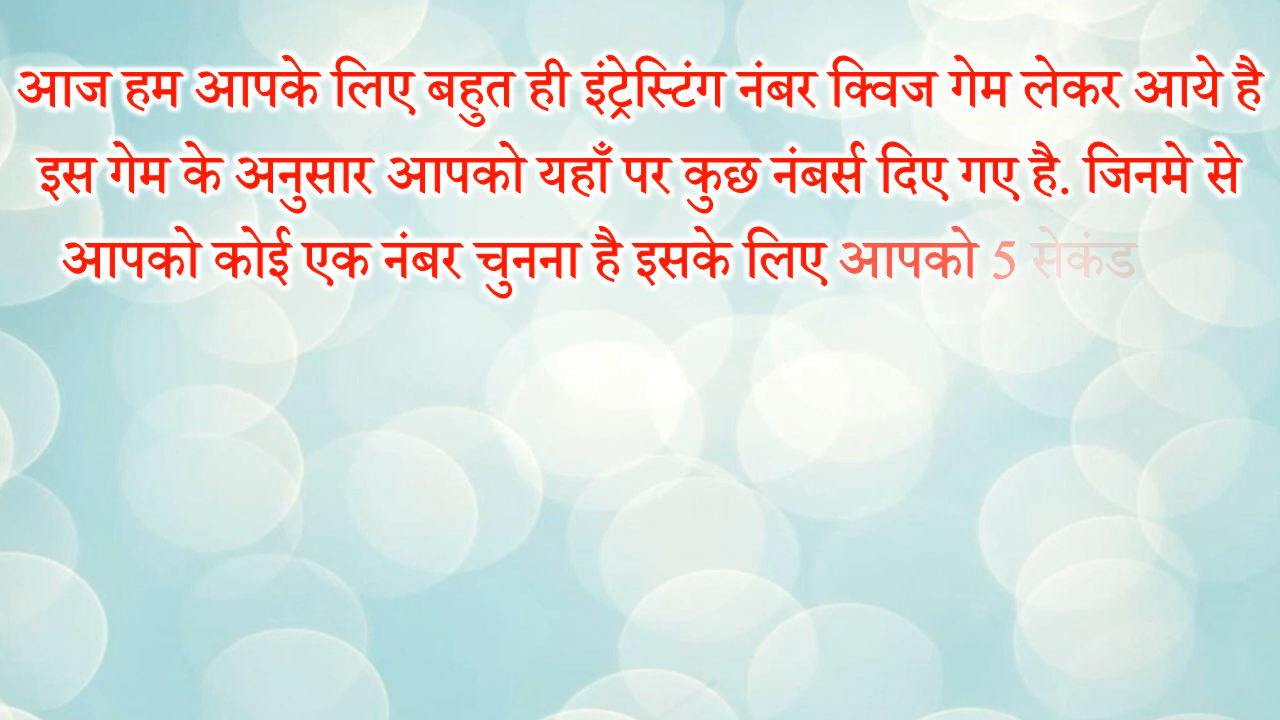 आज हम आपके लिए बहुत ही इंट्रेस्टिंग नंबर क्विज गेम लेकर आये है
इस गेम के अनुसार आपको यहाँ पर कुछ नंबर्स दिए गए है. जिनमे से
आपको कोई एक नंबर चुनना है इसके लिए आपको 5 सेकंड